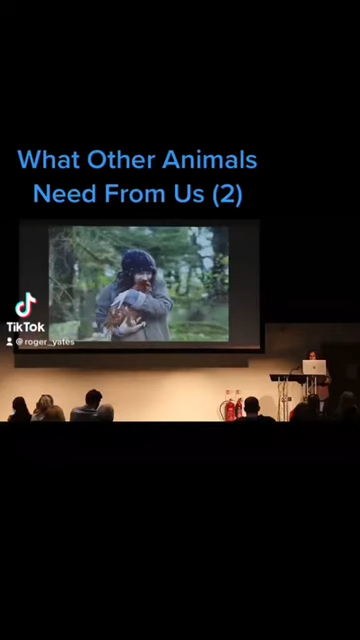 What Other Animals
Need From Us (2)
TikTok
@roger_yates